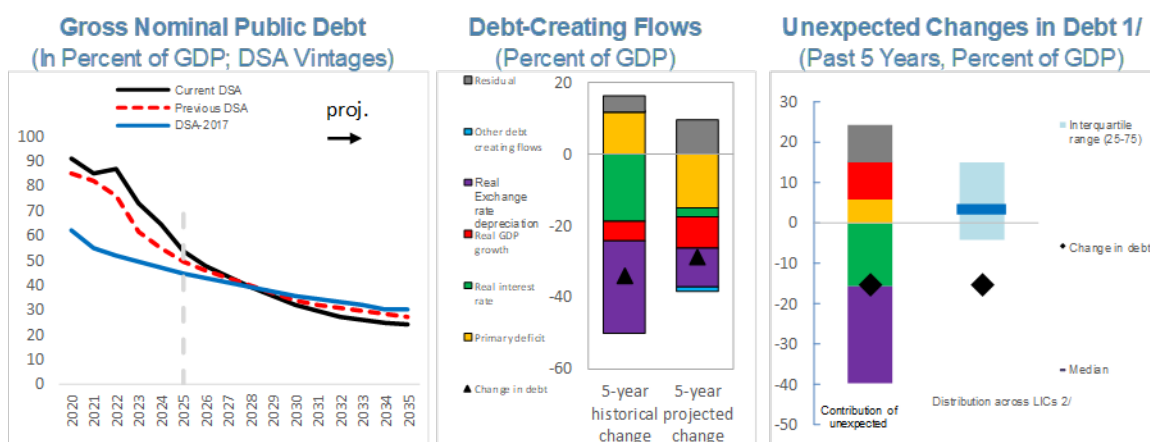 Gross Nominal Public Debt
(In Percent of GDP; DSA Vintages)
Current DSA
Previous DSA
DSA-2017
proj.
100
90
80
70
60
50
40
30
20
10
0
2020
2021
2022
2023
2024
2025
2026
2027
2028
2029
2030
2031
2032
2033
2034
2035
Debt-Creating Flows
(Percent of GDP)
Residual
Other debt
creating flows
Real
Exchange
rate
depreciation
Real GDP
growth
Real interest
rate
Primary deficit
Change in debt
20
0
-20
-40
-60
5-year
historical
change
5-year
projected
change
Unexpected Changes in Debt 1/
(Past 5 Years, Percent of GDP)
30
20
10
0
-10
-20
-30
-40
-50
Interquartile
range (25-75)
Change in debt
Median
Contribution of
unexpected
Distribution across LICs 2/